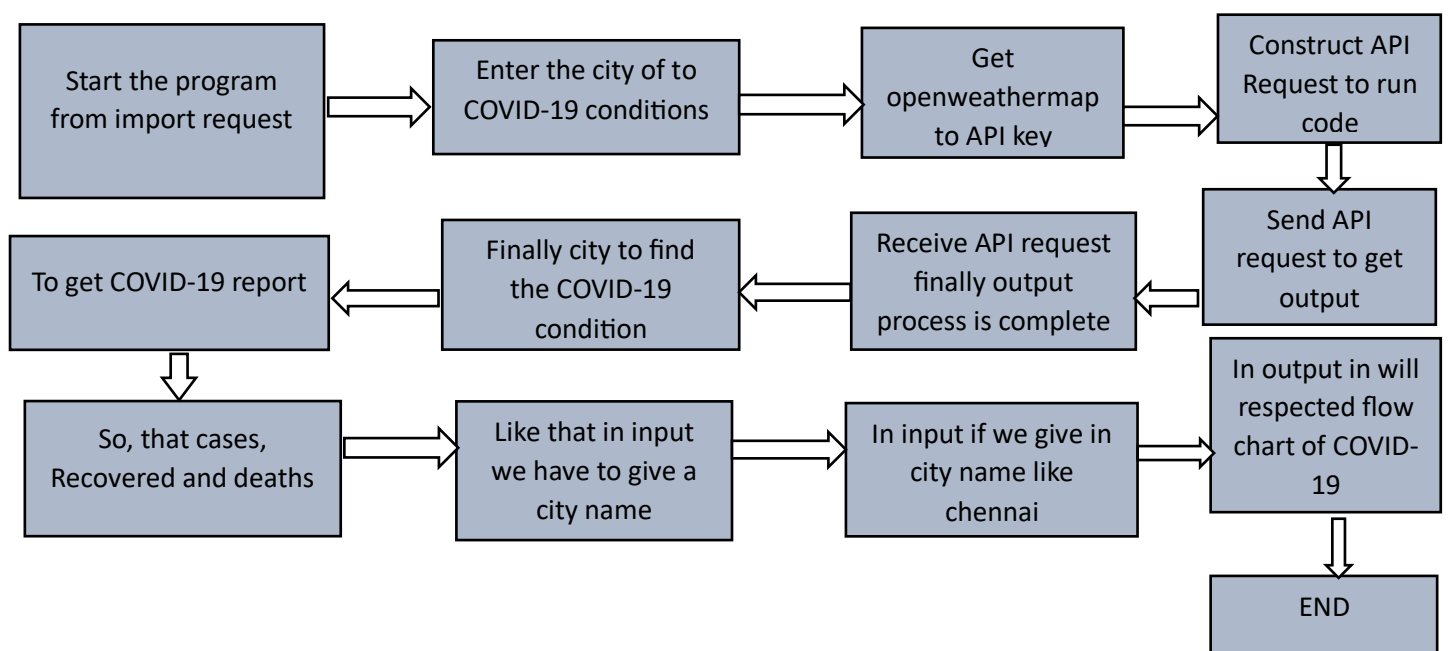 Start the program
from import request
Enter the city of to
COVID-19 conditions
Get
openweathermap
to API key
Construct API
Request to run
code
Send API
request to get
output
Receive API request
finally output
process is complete
Finally city to find
the COVID-19
condition
To get COVID-19 report
So, that cases,
Recovered and deaths
Like that in input
we have to give a
city name
In input if we give in
city name like
chennai
In output in will
respected flow
chart of COVID-
19
END